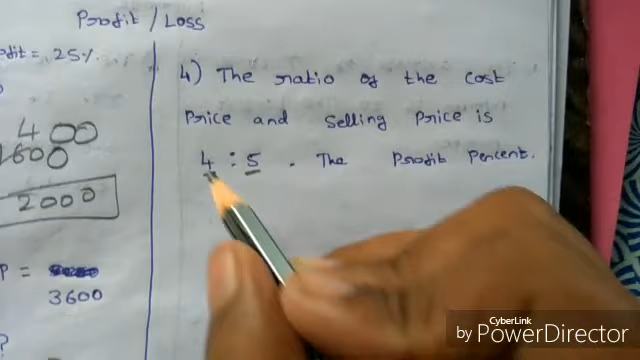 Profit / Loss
= 25%
400
1600
2000
P =
3600
?
4) The ratio of the cost
Price and Selling Price is
4 : 5 . The Profit Percent.
CyberLink
by PowerDirector